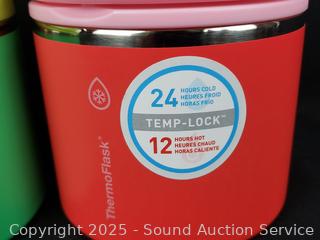 24 HOURS COLD
HEURES FROID
HORAS FRÍO
TEMP-LOCK™
12 HOURS HOT
HEURES CHAUD
HORAS CALIENTE
ThermoFlask®
Copyright 2025 - Sound Auction Service